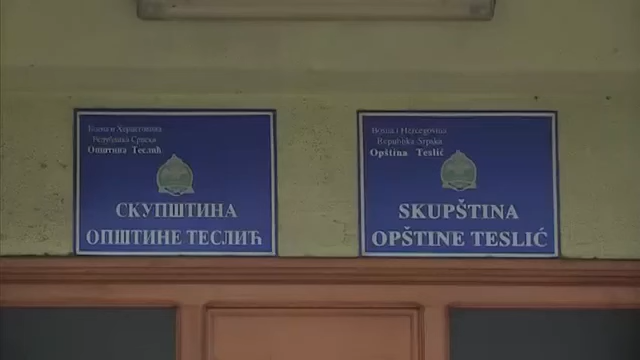 Босна и Херцеговина
Република Српска
Општина Теслић
СКУПШТИНА
ОПШТИНЕ ТЕСЛИЋ
Bosna i Hercegovina
Republika Srpska
Opština Teslić
SKUPŠTINA
OPŠTINE TESLIĆ